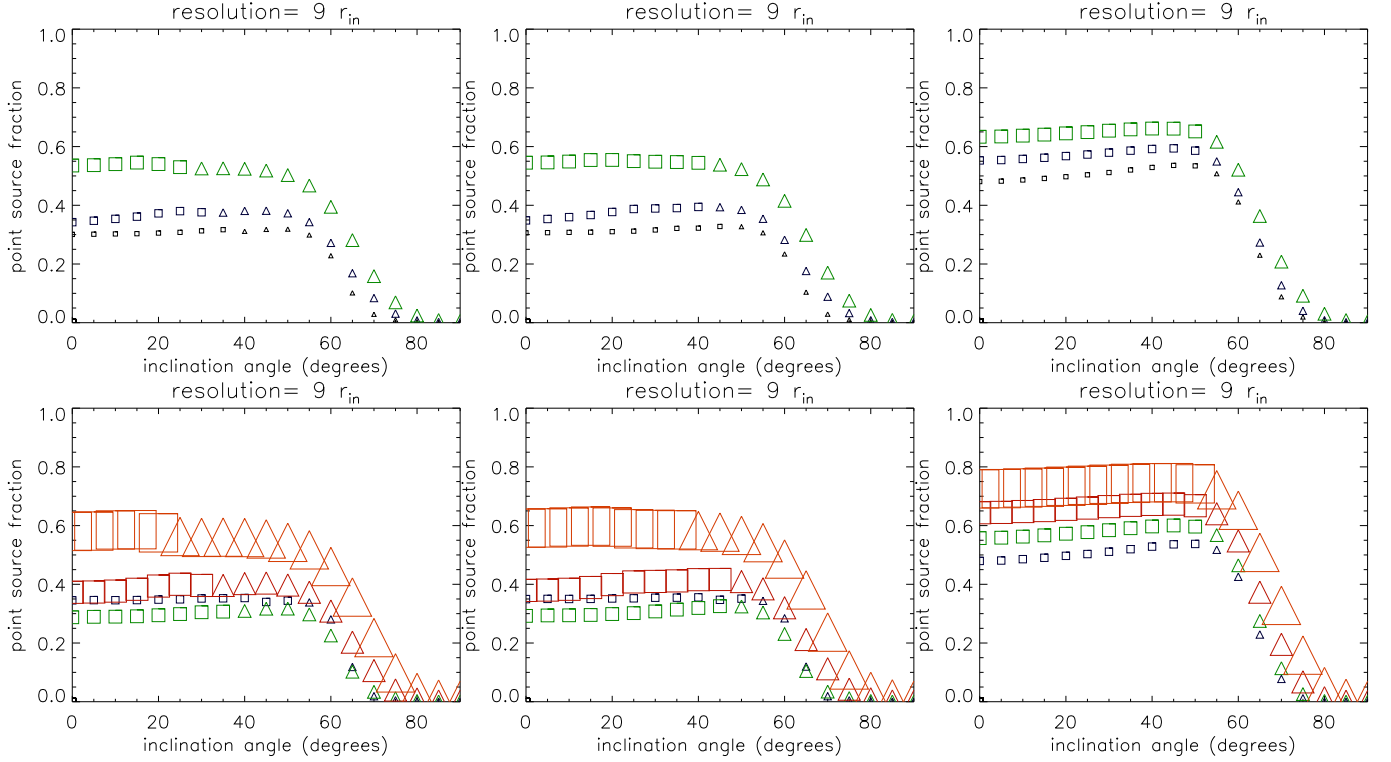 resolution= 9 r_in
resolution= 9 r_in
resolution= 9 r_in
point source fraction
1.0
0.8
0.6
0.4
0.2
0.0
0 20 40 60 80
inclination angle (degrees)
point source fraction
1.0
0.8
0.6
0.4
0.2
0.0
0 20 40 60 80
inclination angle (degrees)
point source fraction
1.0
0.8
0.6
0.4
0.2
0.0
0 20 40 60 80
inclination angle (degrees)
resolution= 9 r_in
resolution= 9 r_in
resolution= 9 r_in
point source fraction
1.0
0.8
0.6
0.4
0.2
0.0
0 20 40 60 80
inclination angle (degrees)
point source fraction
1.0
0.8
0.6
0.4
0.2
0.0
0 20 40 60 80
inclination angle (degrees)
point source fraction
1.0
0.8
0.6
0.4
0.2
0.0
0 20 40 60 80
inclination angle (degrees)